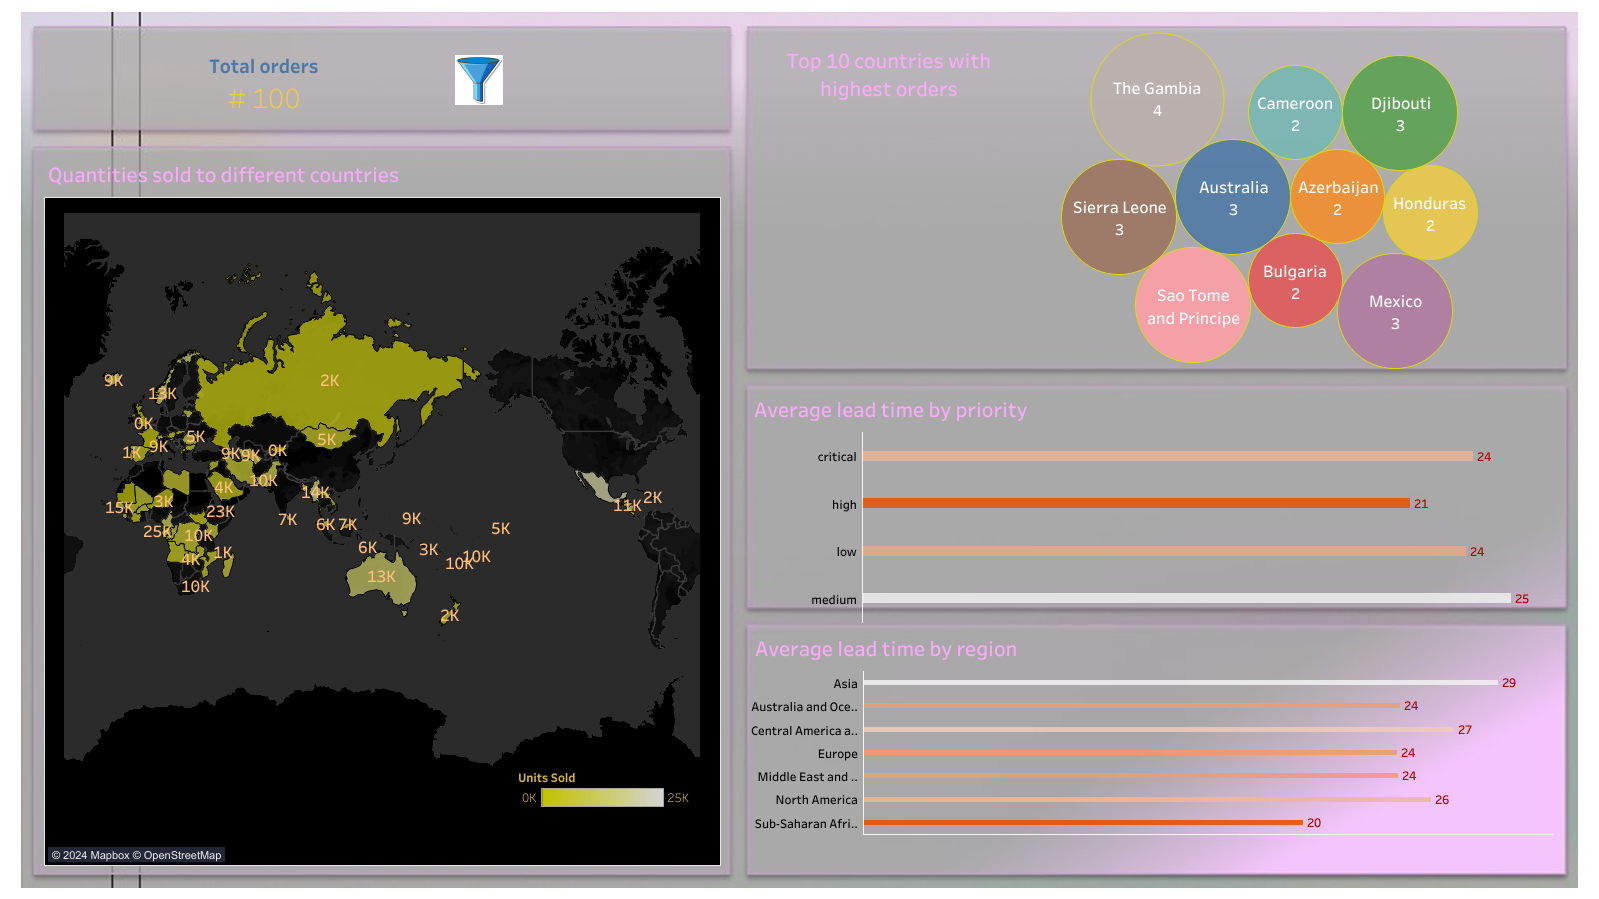 Total orders
# 100
Quantities sold to different countries
9K
13K
2K
0K
5K
5K
1K
9K
9K
9K
0K
10K
4K
14K
15K
3K
23K
7K
6K
7K
9K
5K
11K
2K
25K
10K
6K
3K
10K
10K
4K
1K
13K
10K
2K
Units Sold
0K
25K
© 2024 Mapbox © OpenStreetMap
Top 10 countries with
highest orders
The Gambia
4
Cameroon
2
Djibouti
3
Sierra Leone
3
Australia
3
Azerbaijan
2
Honduras
2
Sao Tome
and Principe
Bulgaria
2
Mexico
3
Average lead time by priority
critical 24
high 21
low 24
medium 25
Average lead time by region
Asia 29
Australia and Oce.. 24
Central America a.. 27
Europe 24
Middle East and .. 24
North America 26
Sub-Saharan Afri.. 20